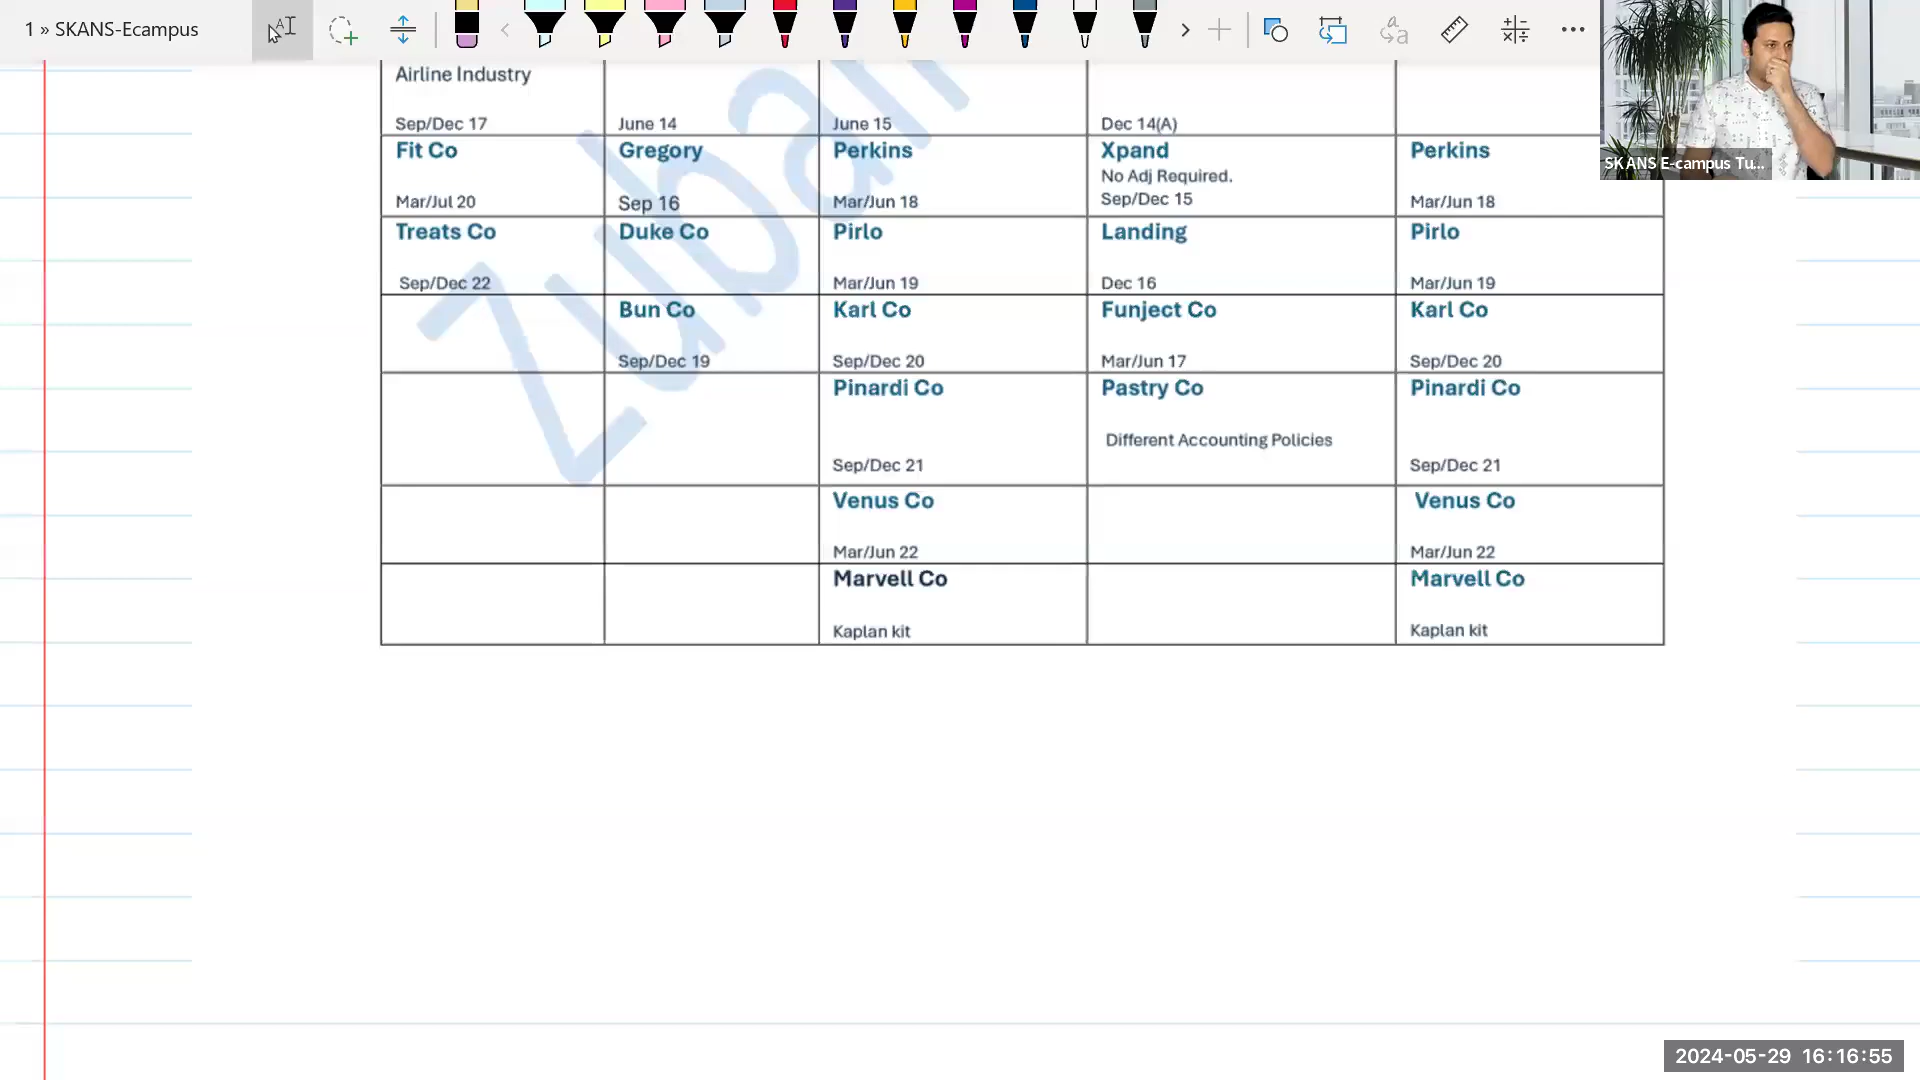 1 » SKANS-Ecampus
SKANS E-campus Tu...
Airline Industry
Sep/Dec 17
June 14
June 15
Dec 14(A)
Fit Co
Mar/Jul 20
Gregory
Sep 16
Perkins
Mar/Jun 18
Xpand
No Adj Required.
Sep/Dec 15
Perkins
Mar/Jun 18
Treats Co
Sep/Dec 22
Duke Co
Pirlo
Mar/Jun 19
Landing
Dec 16
Pirlo
Mar/Jun 19
Bun Co
Sep/Dec 19
Karl Co
Sep/Dec 20
Funject Co
Mar/Jun 17
Karl Co
Sep/Dec 20
Pinardi Co
Sep/Dec 21
Pastry Co
Different Accounting Policies
Pinardi Co
Sep/Dec 21
Venus Co
Mar/Jun 22
Venus Co
Mar/Jun 22
Marvell Co
Kaplan kit
Marvell Co
Kaplan kit
2024-05-29 16:16:55